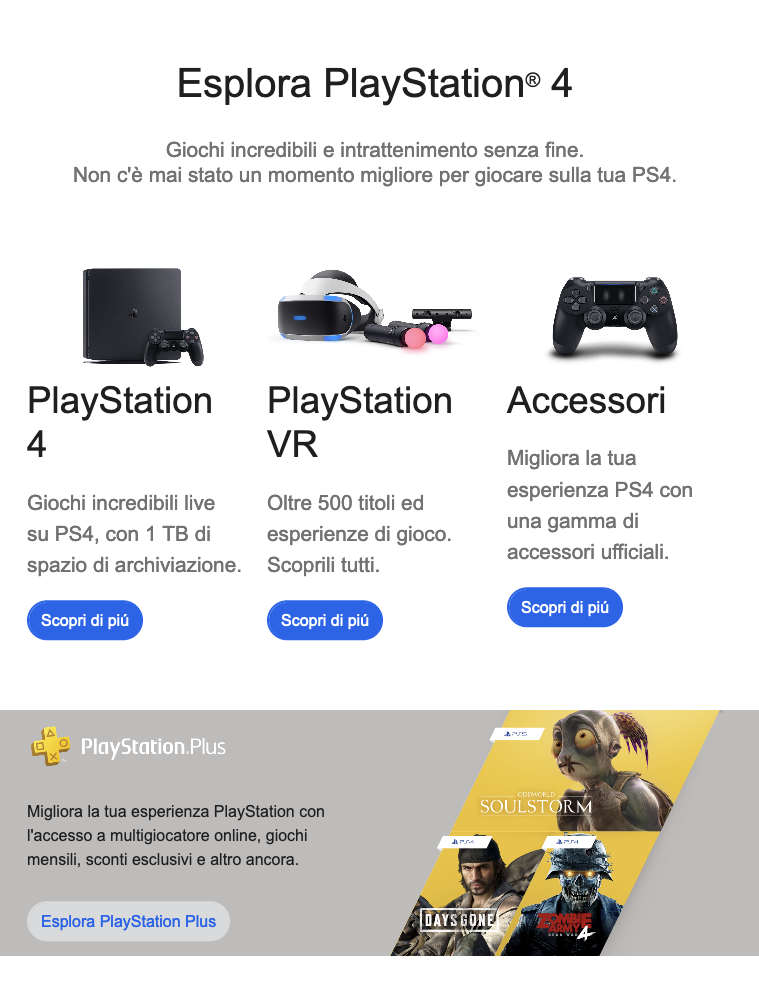 Esplora PlayStation® 4
Giochi incredibili e intrattenimento senza fine.
Non c'è mai stato un momento migliore per giocare sulla tua PS4.
PlayStation
4
Giochi incredibili live
su PS4, con 1 TB di
spazio di archiviazione.
Scopri di piú
PlayStation
VR
Oltre 500 titoli ed
esperienze di gioco.
Scoprili tutti.
Scopri di piú
Accessori
Migliora la tua
esperienza PS4 con
una gamma di
accessori ufficiali.
Scopri di piú
PlayStation.Plus
Migliora la tua esperienza PlayStation con
l'accesso a multigiocatore online, giochi
mensili, sconti esclusivi e altro ancora.
Esplora PlayStation Plus
PS5
ODDWORLD
SOULSTORM
PS4
DAYS GONE
PS4
ZOMBIE
ARMY 4
DEAD WAR